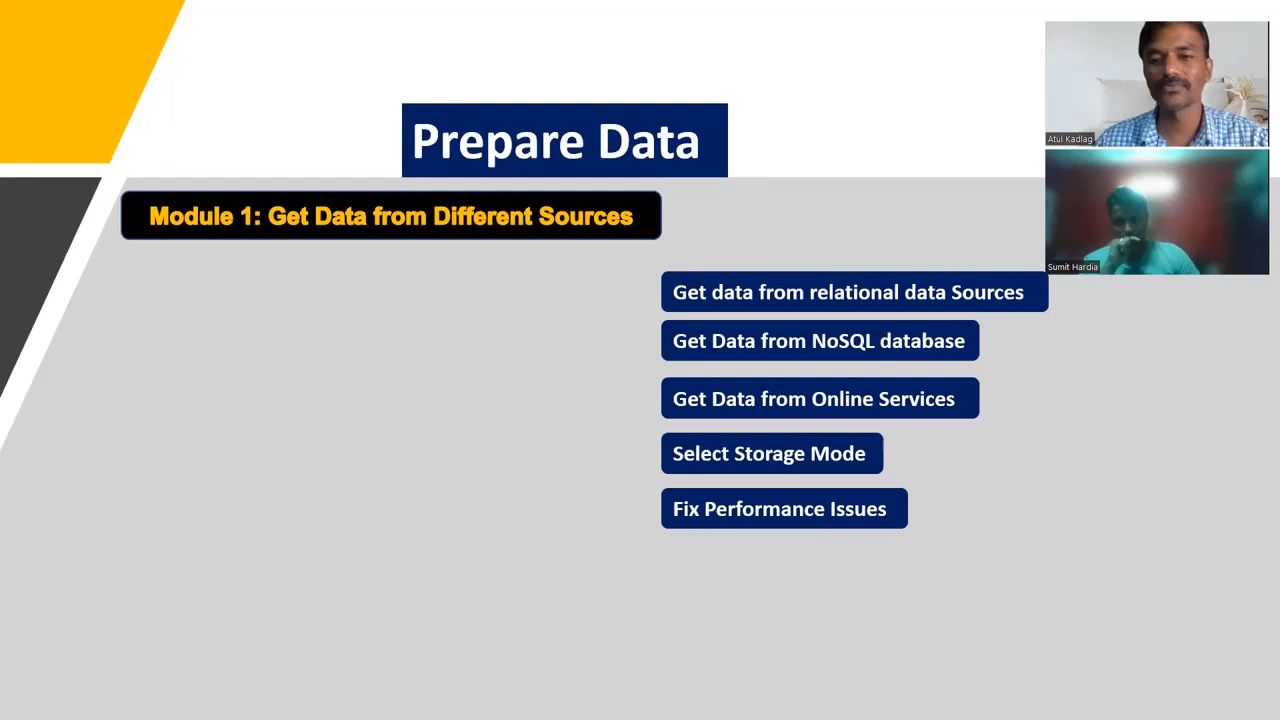 Prepare Data
Module 1: Get Data from Different Sources
Atul Kadlag
Sumit Hardia
Get data from relational data Sources
Get Data from NoSQL database
Get Data from Online Services
Select Storage Mode
Fix Performance Issues